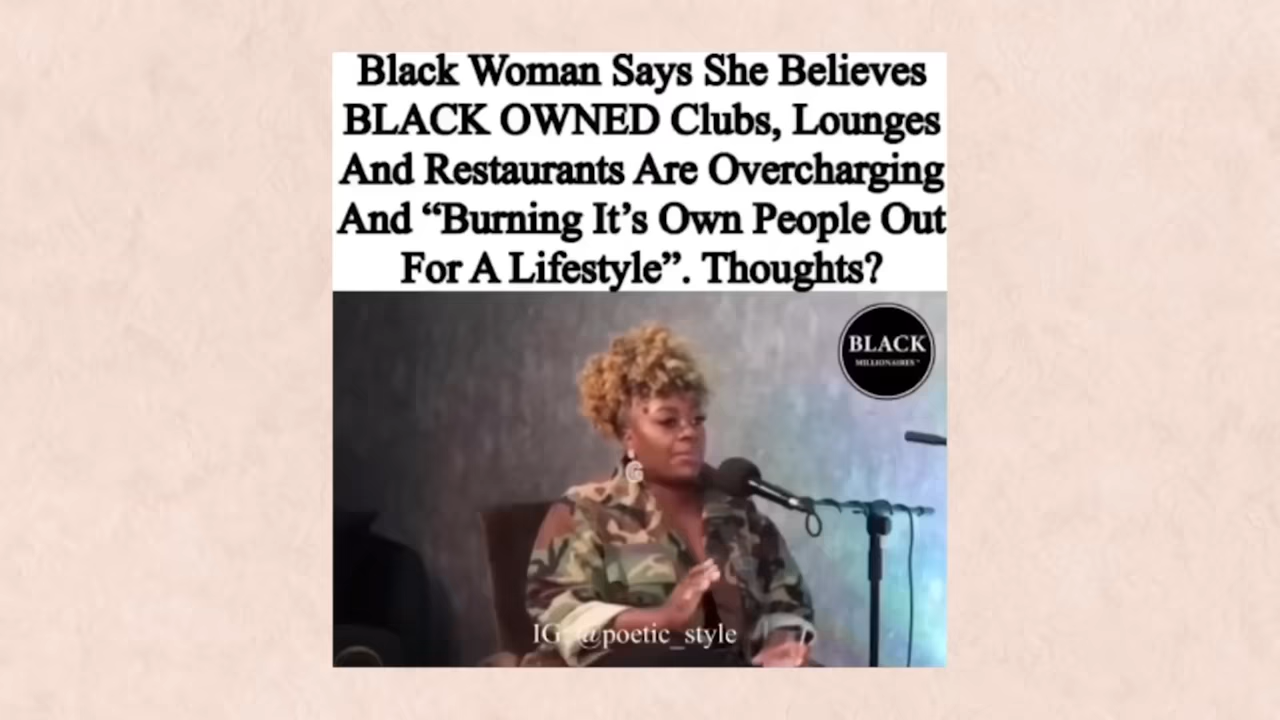 Black Woman Says She Believes
BLACK OWNED Clubs, Lounges
And Restaurants Are Overcharging
And “Burning It’s Own People Out
For A Lifestyle”. Thoughts?
BLACK
MILLIONAIRES
G
IG: @poetic_style